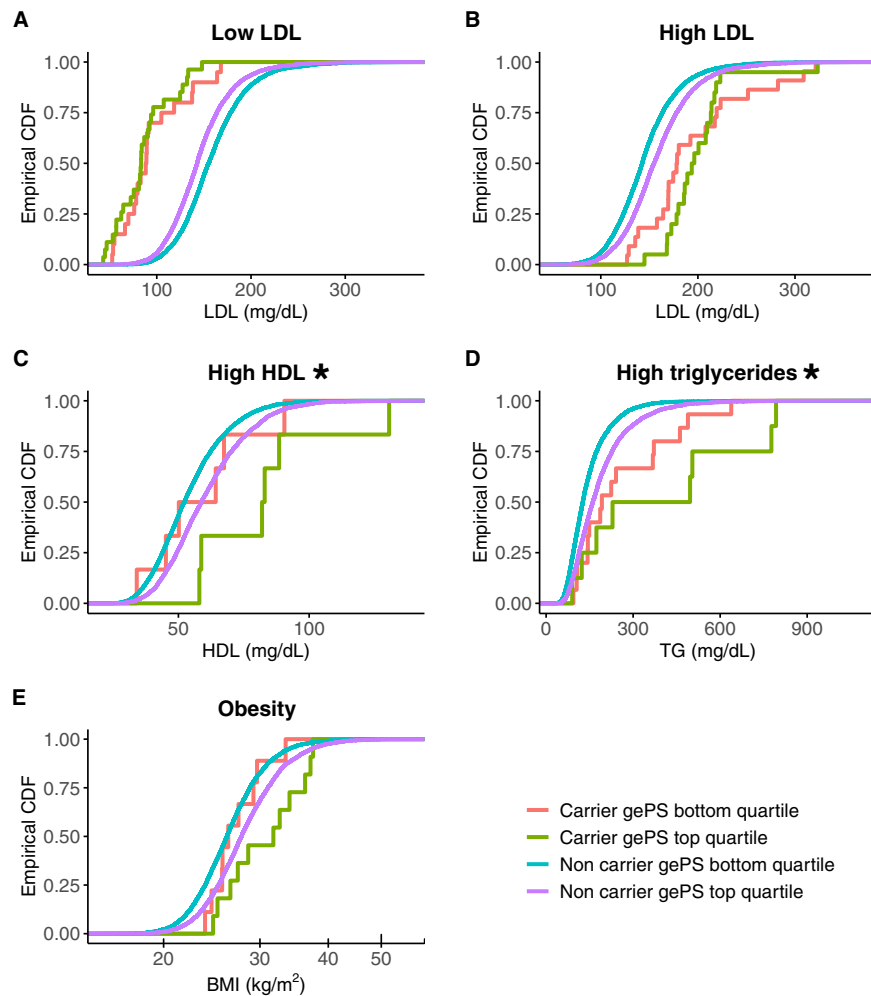 A
Low LDL
Empirical CDF
1.00
0.75
0.50
0.25
0.00
100 200 300
LDL (mg/dL)
B
High LDL
Empirical CDF
1.00
0.75
0.50
0.25
0.00
100 200 300
LDL (mg/dL)
C
High HDL *
Empirical CDF
1.00
0.75
0.50
0.25
0.00
50 100
HDL (mg/dL)
D
High triglycerides *
Empirical CDF
1.00
0.75
0.50
0.25
0.00
0 300 600 900
TG (mg/dL)
E
Obesity
Empirical CDF
1.00
0.75
0.50
0.25
0.00
20 30 40 50
BMI (kg/m²)
Carrier gePS bottom quartile
Carrier gePS top quartile
Non carrier gePS bottom quartile
Non carrier gePS top quartile